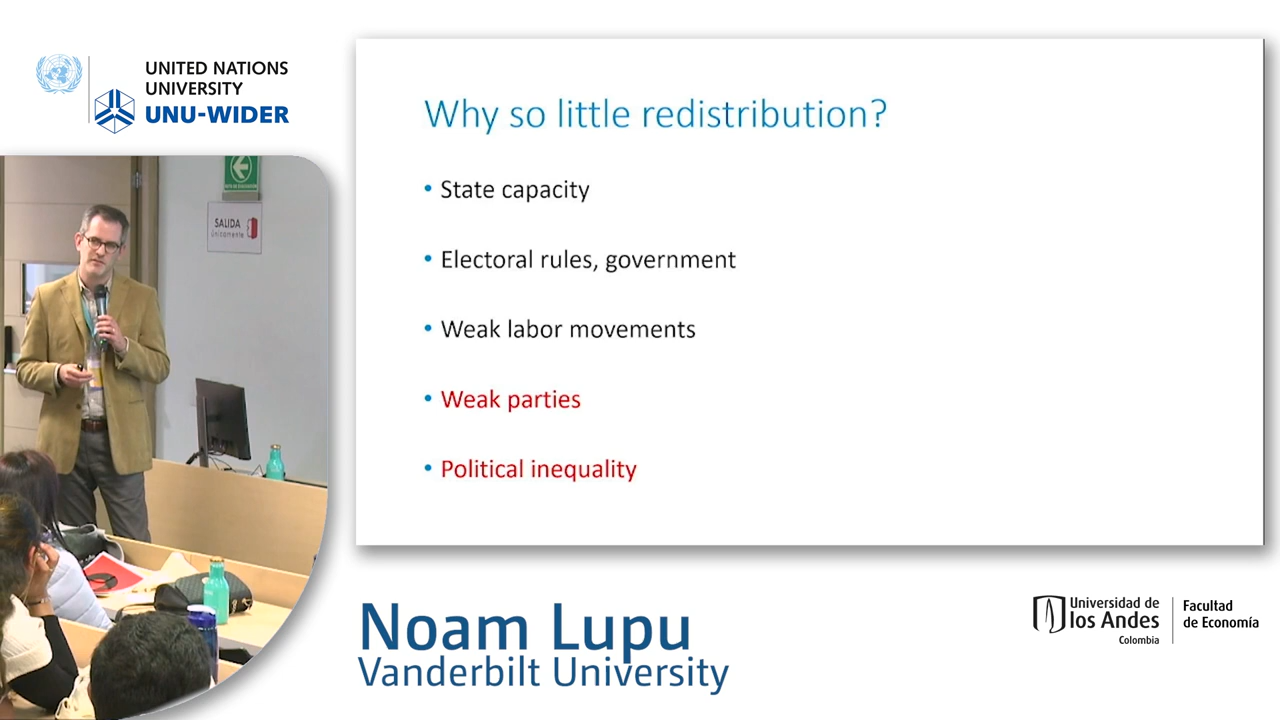 UNITED NATIONS
UNIVERSITY
UNU-WIDER
SALIDA
únicamente
Why so little redistribution?
• State capacity
• Electoral rules, government
• Weak labor movements
• Weak parties
• Political inequality
Noam Lupu
Vanderbilt University
Universidad de
los Andes
Colombia
Facultad
de Economía